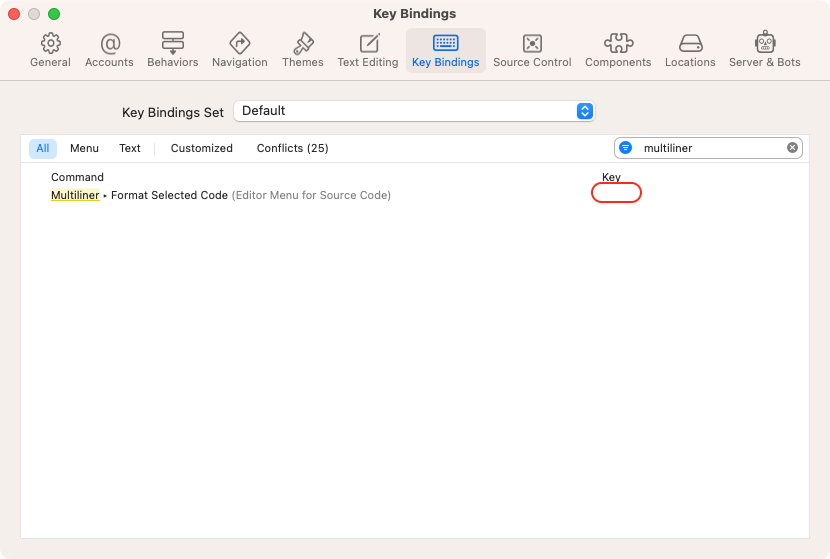 Key Bindings
General Accounts Behaviors Navigation Themes Text Editing Key Bindings Source Control Components Locations Server & Bots
Key Bindings Set Default
All Menu Text Customized Conflicts (25) multiliner
Command Key
Multiliner ▸ Format Selected Code (Editor Menu for Source Code)